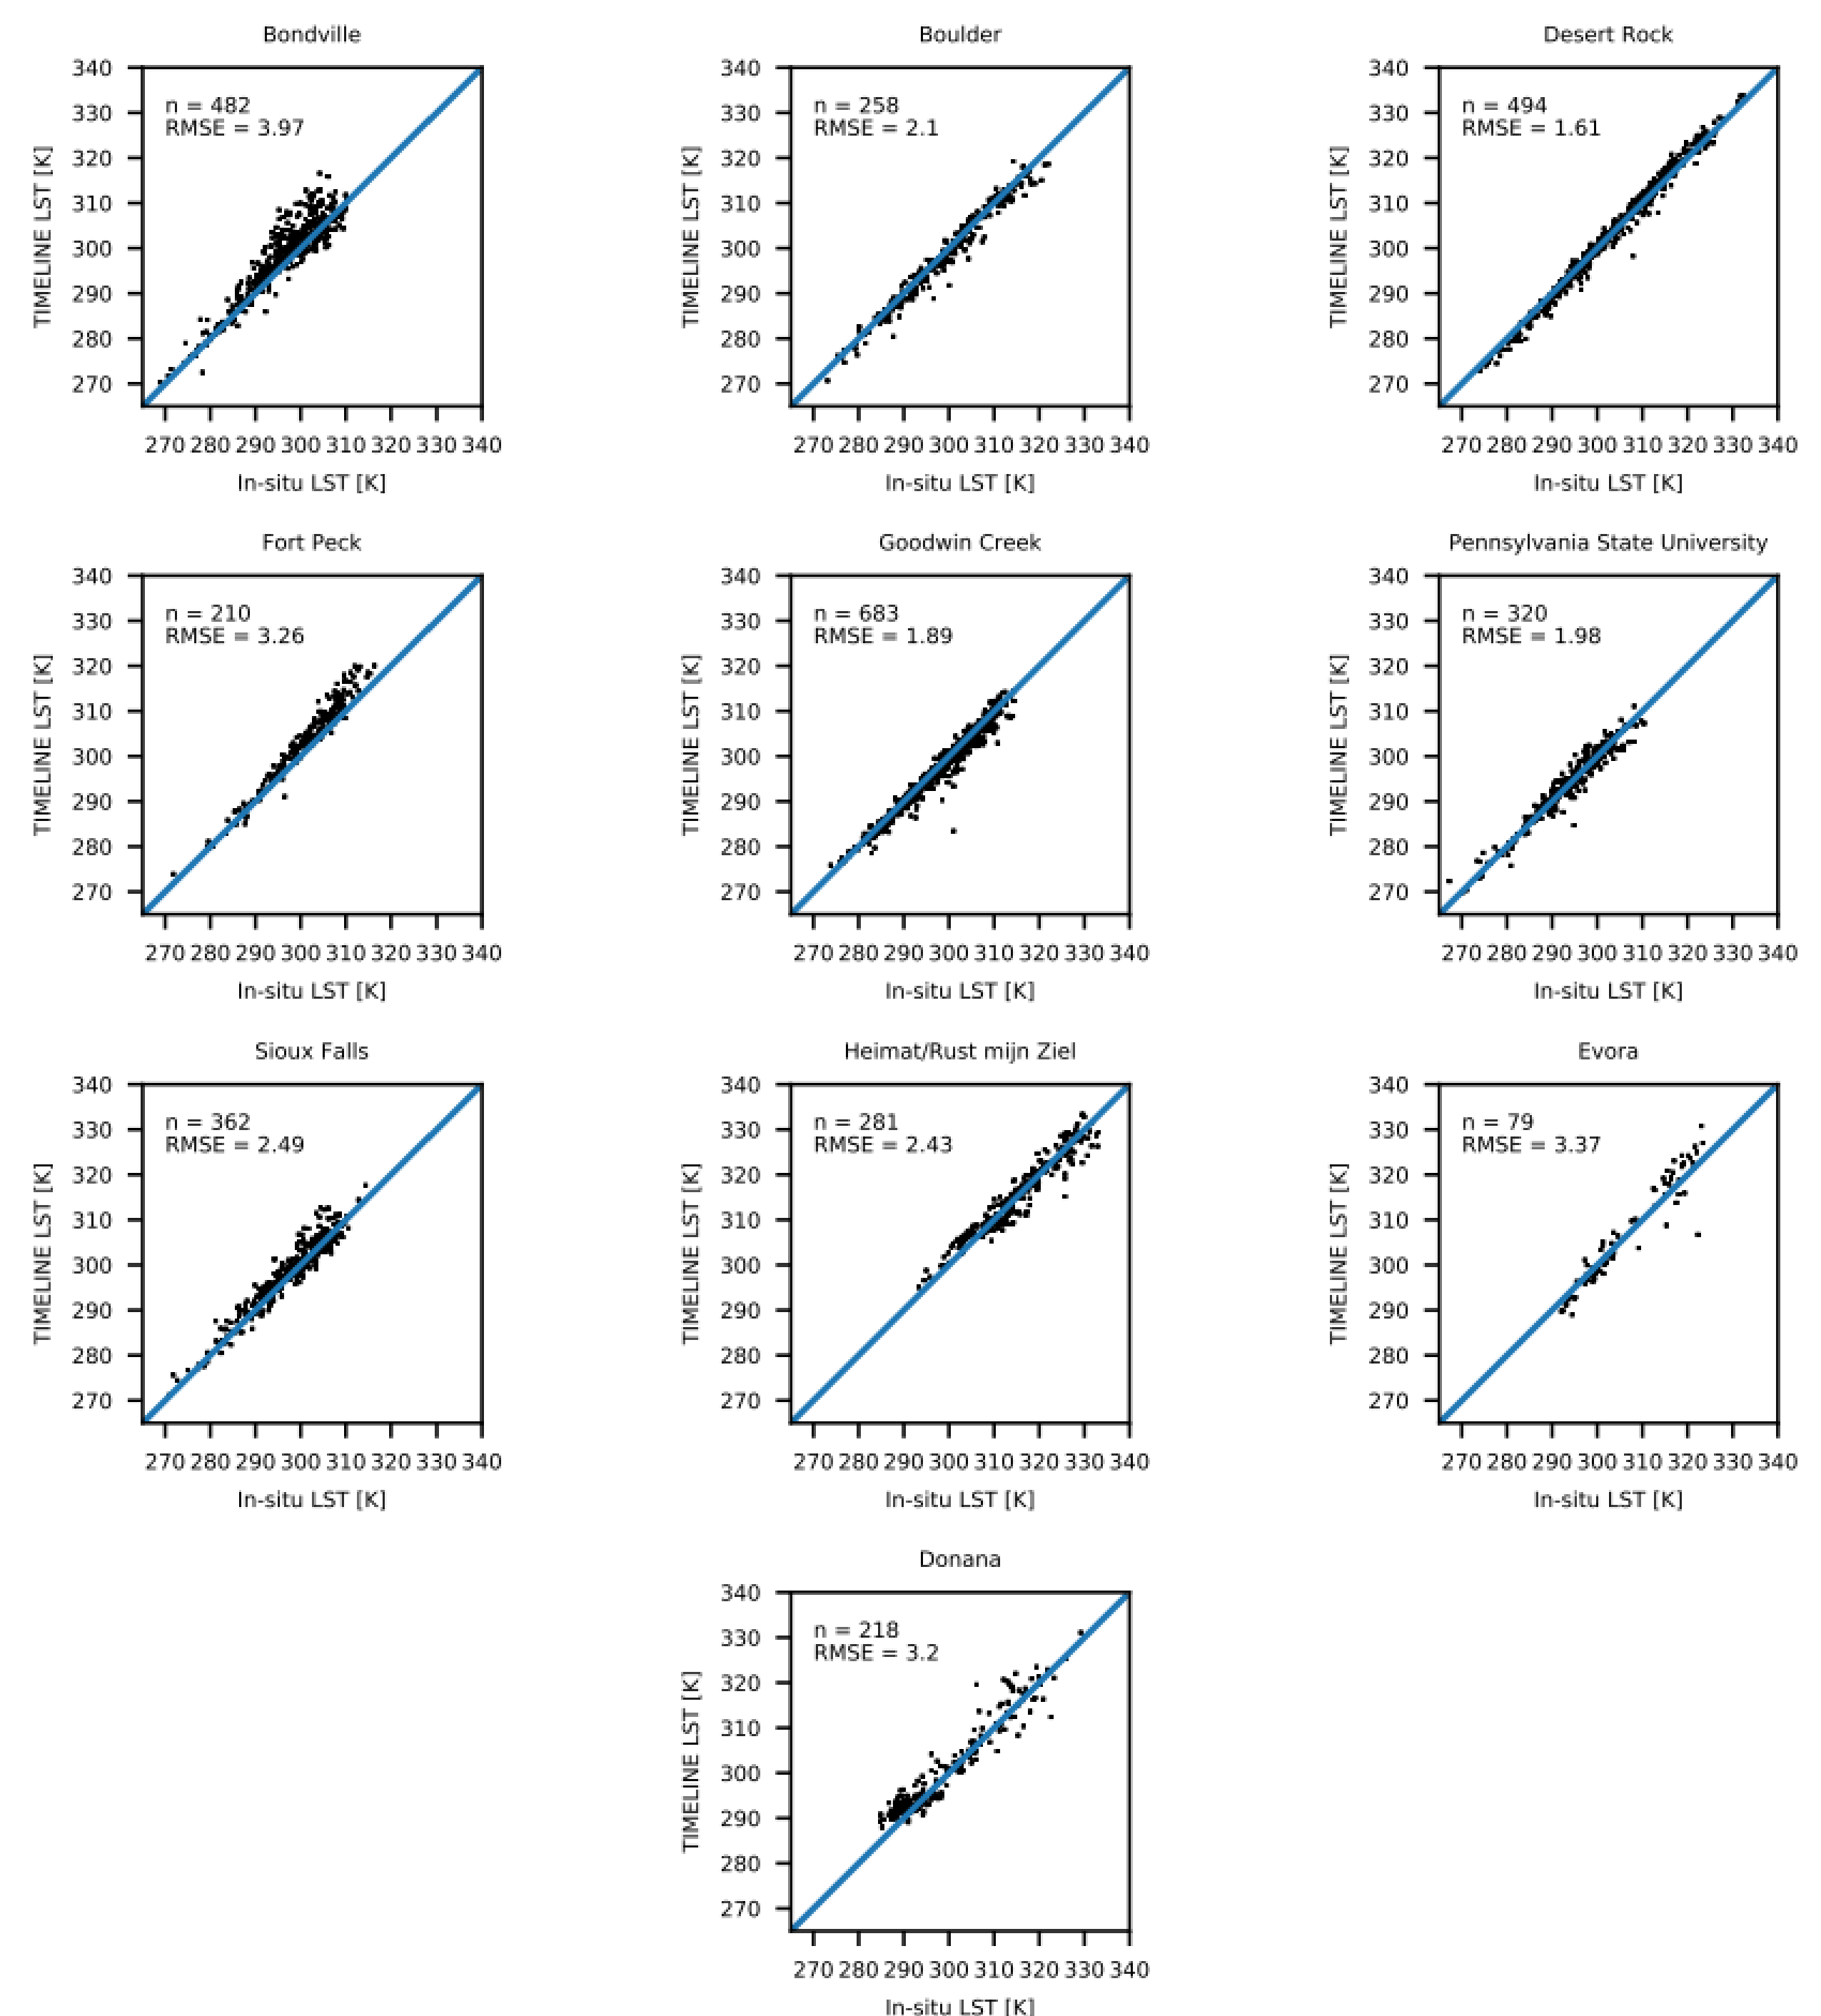 Bondville
340
330
320
310
300
290
280
270
n = 482
RMSE = 3.97
TIMELINE LST [K]
270 280 290 300 310 320 330 340
In-situ LST [K]
Boulder
340
330
320
310
300
290
280
270
n = 258
RMSE = 2.1
TIMELINE LST [K]
270 280 290 300 310 320 330 340
In-situ LST [K]
Desert Rock
340
330
320
310
300
290
280
270
n = 494
RMSE = 1.61
TIMELINE LST [K]
270 280 290 300 310 320 330 340
In-situ LST [K]
Fort Peck
340
330
320
310
300
290
280
270
n = 210
RMSE = 3.26
TIMELINE LST [K]
270 280 290 300 310 320 330 340
In-situ LST [K]
Goodwin Creek
340
330
320
310
300
290
280
270
n = 683
RMSE = 1.89
TIMELINE LST [K]
270 280 290 300 310 320 330 340
In-situ LST [K]
Pennsylvania State University
340
330
320
310
300
290
280
270
n = 320
RMSE = 1.98
TIMELINE LST [K]
270 280 290 300 310 320 330 340
In-situ LST [K]
Sioux Falls
340
330
320
310
300
290
280
270
n = 362
RMSE = 2.49
TIMELINE LST [K]
270 280 290 300 310 320 330 340
In-situ LST [K]
Heimat/Rust mijn Ziel
340
330
320
310
300
290
280
270
n = 281
RMSE = 2.43
TIMELINE LST [K]
270 280 290 300 310 320 330 340
In-situ LST [K]
Evora
340
330
320
310
300
290
280
270
n = 79
RMSE = 3.37
TIMELINE LST [K]
270 280 290 300 310 320 330 340
In-situ LST [K]
Donana
340
330
320
310
300
290
280
270
n = 218
RMSE = 3.2
TIMELINE LST [K]
270 280 290 300 310 320 330 340
In-situ LST [K]